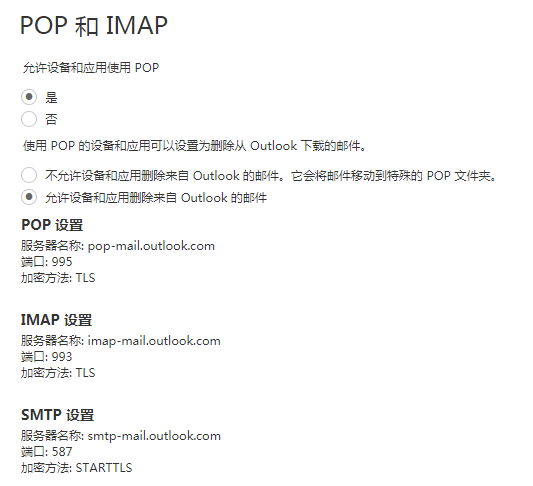 POP 和 IMAP
允许设备和应用使用 POP
是
否
使用 POP 的设备和应用可以设置为删除从 Outlook 下载的邮件。
不允许设备和应用删除来自 Outlook 的邮件。它会将邮件移动到特殊的 POP 文件夹。
允许设备和应用删除来自 Outlook 的邮件
POP 设置
服务器名称: pop-mail.outlook.com
端口: 995
加密方法: TLS
IMAP 设置
服务器名称: imap-mail.outlook.com
端口: 993
加密方法: TLS
SMTP 设置
服务器名称: smtp-mail.outlook.com
端口: 587
加密方法: STARTTLS